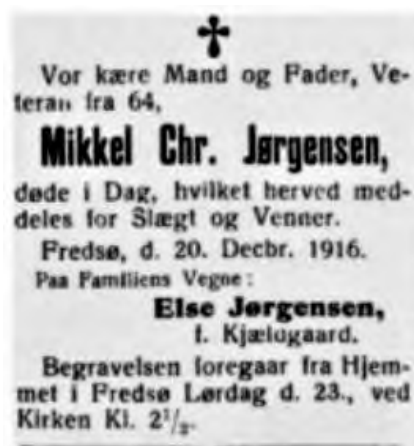 Vor kære Mand og Fader, Ve-
teran fra 64,
Mikkel Chr. Jørgensen,
døde i Dag, hvilket herved med-
deles for Slægt og Venner.
Fredsø, d. 20. Decbr. 1916.
Paa Familiens Vegne:
Else Jørgensen,
f. Kjælogaard.
Begravelsen foregaar fra Hjem-
met i Fredsø Lørdag d. 23., ved
Kirken Kl. 2½.